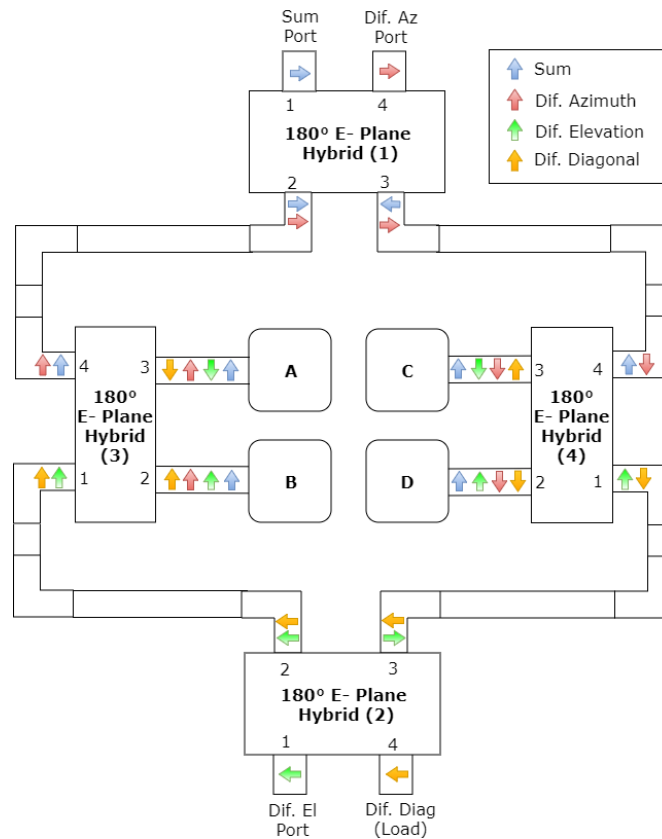 Sum
Port
Dif. Az
Port
Sum
Dif. Azimuth
Dif. Elevation
Dif. Diagonal
1
4
180º E- Plane
Hybrid (1)
2
3
4
3
180º
E- Plane
Hybrid
(3)
1
2
A
C
B
D
3
4
180º
E- Plane
Hybrid
(4)
2
1
2
3
180º E- Plane
Hybrid (2)
1
4
Dif. El
Port
Dif. Diag
(Load)